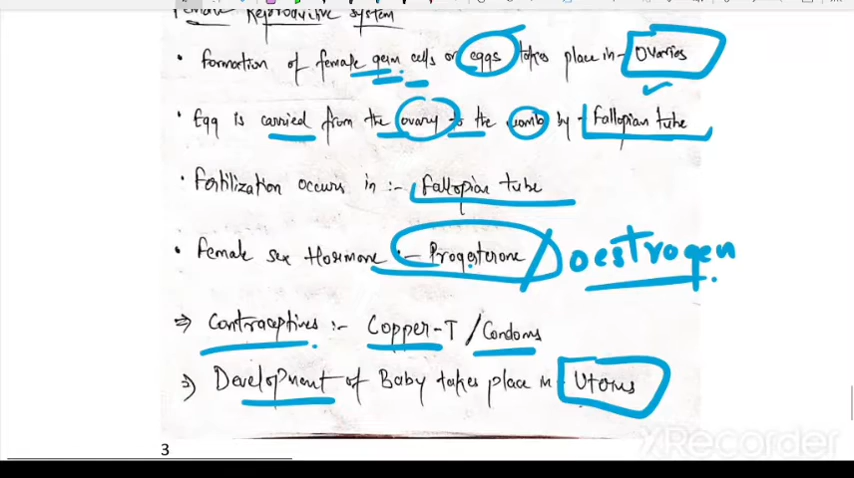 Female Reproductive System
• Formation of female germ cells or eggs takes place in - Ovaries
• Egg is carried from the ovary to the womb by - Fallopian tube
• Fertilization occurs in :- Fallopian tube
• Female sex Hormone :- Progesterone / oestrogen
⇒ Contraceptives :- Copper-T / Condoms
⇒ Development of Baby takes place in - Uterus
3
XRecorder